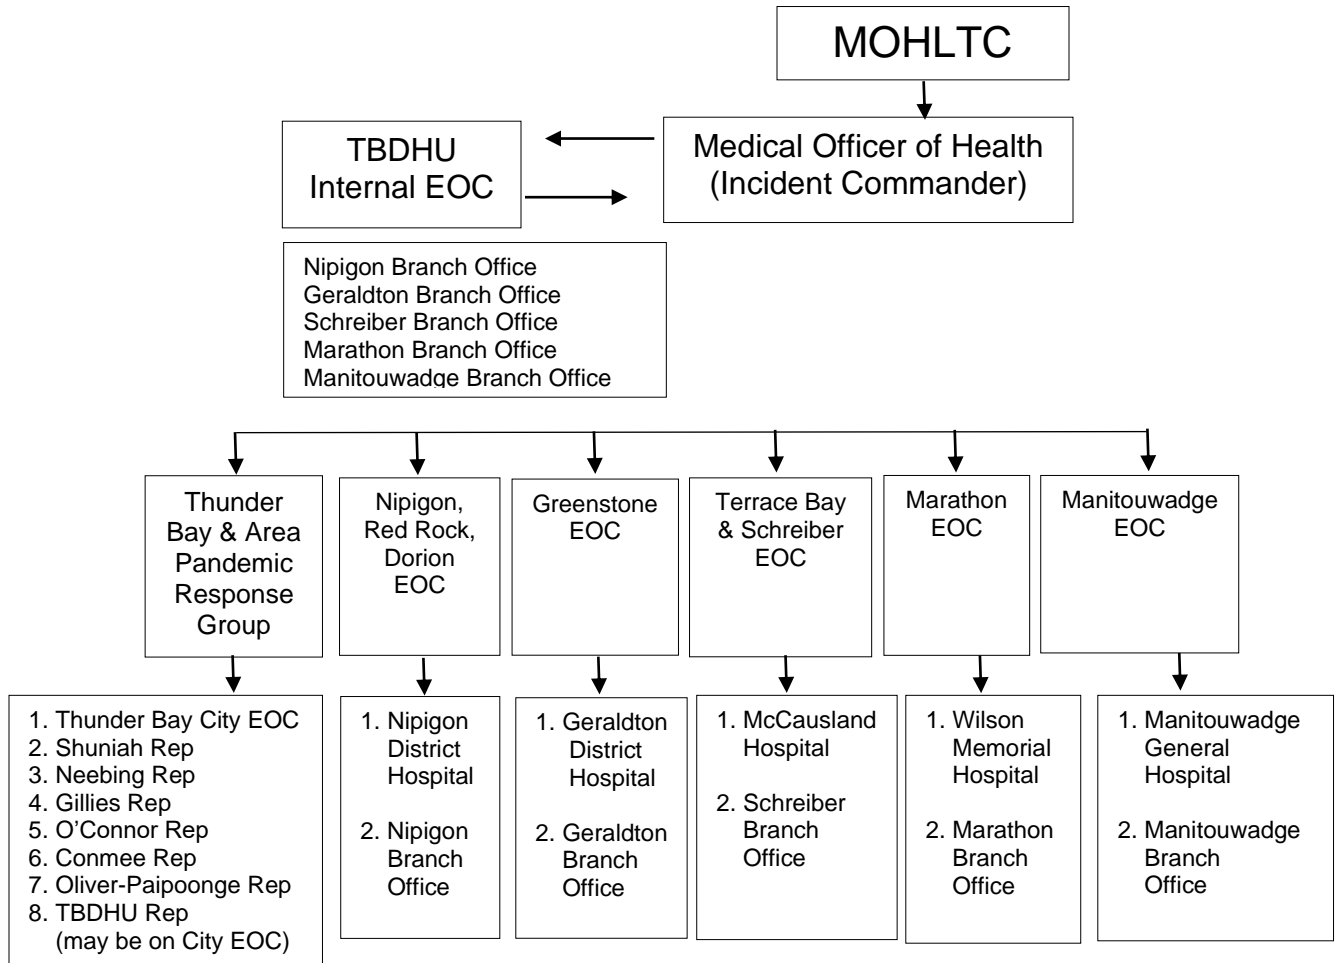 MOHLTC
TBDHU
Internal EOC
Medical Officer of Health
(Incident Commander)
Nipigon Branch Office
Geraldton Branch Office
Schreiber Branch Office
Marathon Branch Office
Manitouwadge Branch Office
Thunder
Bay & Area
Pandemic
Response
Group
Nipigon,
Red Rock,
Dorion
EOC
Greenstone
EOC
Terrace Bay
& Schreiber
EOC
Marathon
EOC
Manitouwadge
EOC
1. Thunder Bay City EOC
2. Shuniah Rep
3. Neebing Rep
4. Gillies Rep
5. O’Connor Rep
6. Conmee Rep
7. Oliver-Paipoonge Rep
8. TBDHU Rep
(may be on City EOC)
1. Nipigon
District
Hospital
2. Nipigon
Branch
Office
1. Geraldton
District
Hospital
2. Geraldton
Branch
Office
1. McCausland
Hospital
2. Schreiber
Branch
Office
1. Wilson
Memorial
Hospital
2. Marathon
Branch
Office
1. Manitouwadge
General
Hospital
2. Manitouwadge
Branch
Office